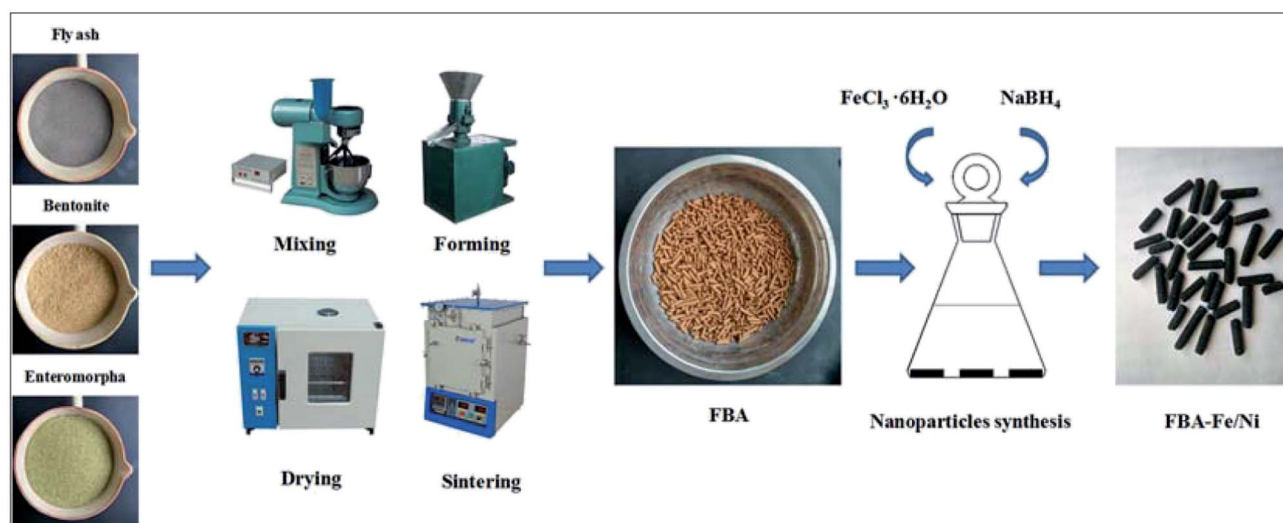 Fly ash
Bentonite
Enteromorpha
Mixing
Forming
Drying
Sintering
FBA
FeCl₃ ·6H₂O
NaBH₄
Nanoparticles synthesis
FBA-Fe/Ni